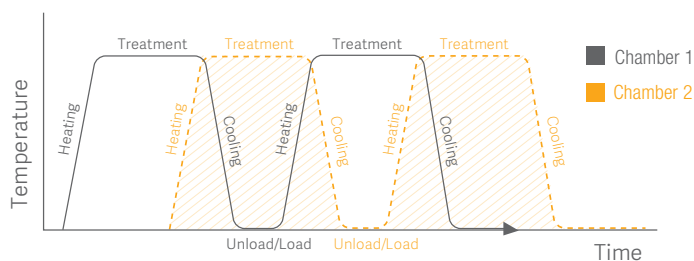 Treatment Treatment Treatment Treatment
Chamber 1
Chamber 2
Temperature
Heating Heating Cooling Heating Cooling Heating Cooling Cooling
Unload/Load Unload/Load
Time